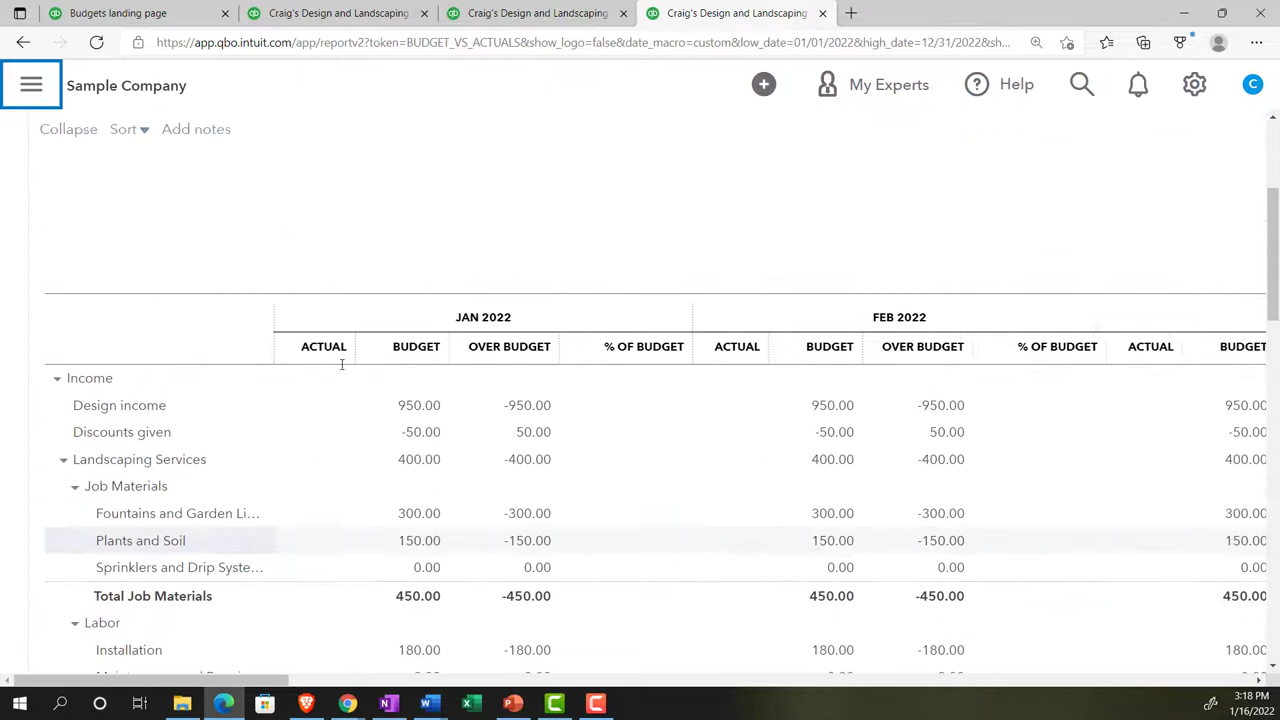 Budgets landing page
Craig's Design and Landscaping
Craig's Design and Landscaping
Craig's Design and Landscaping
https://app.qbo.intuit.com/app/reportv2?token=BUDGET_VS_ACTUALS&show_logo=false&date_macro=custom&low_date=01/01/2022&high_date=12/31/2022&sh...
Sample Company
My Experts
Help
C
Collapse Sort Add notes
JAN 2022 FEB 2022
ACTUAL BUDGET OVER BUDGET % OF BUDGET ACTUAL BUDGET OVER BUDGET % OF BUDGET ACTUAL BUDGET
Income
Design income 950.00 -950.00 950.00 -950.00 950.00
Discounts given -50.00 50.00 -50.00 50.00 -50.00
Landscaping Services 400.00 -400.00 400.00 -400.00 400.00
Job Materials
Fountains and Garden Li... 300.00 -300.00 300.00 -300.00 300.00
Plants and Soil 150.00 -150.00 150.00 -150.00 150.00
Sprinklers and Drip Syste... 0.00 0.00 0.00 0.00 0.00
Total Job Materials 450.00 -450.00 450.00 -450.00 450.00
Labor
Installation 180.00 -180.00 180.00 -180.00 180.00
3:18 PM
1/16/2022